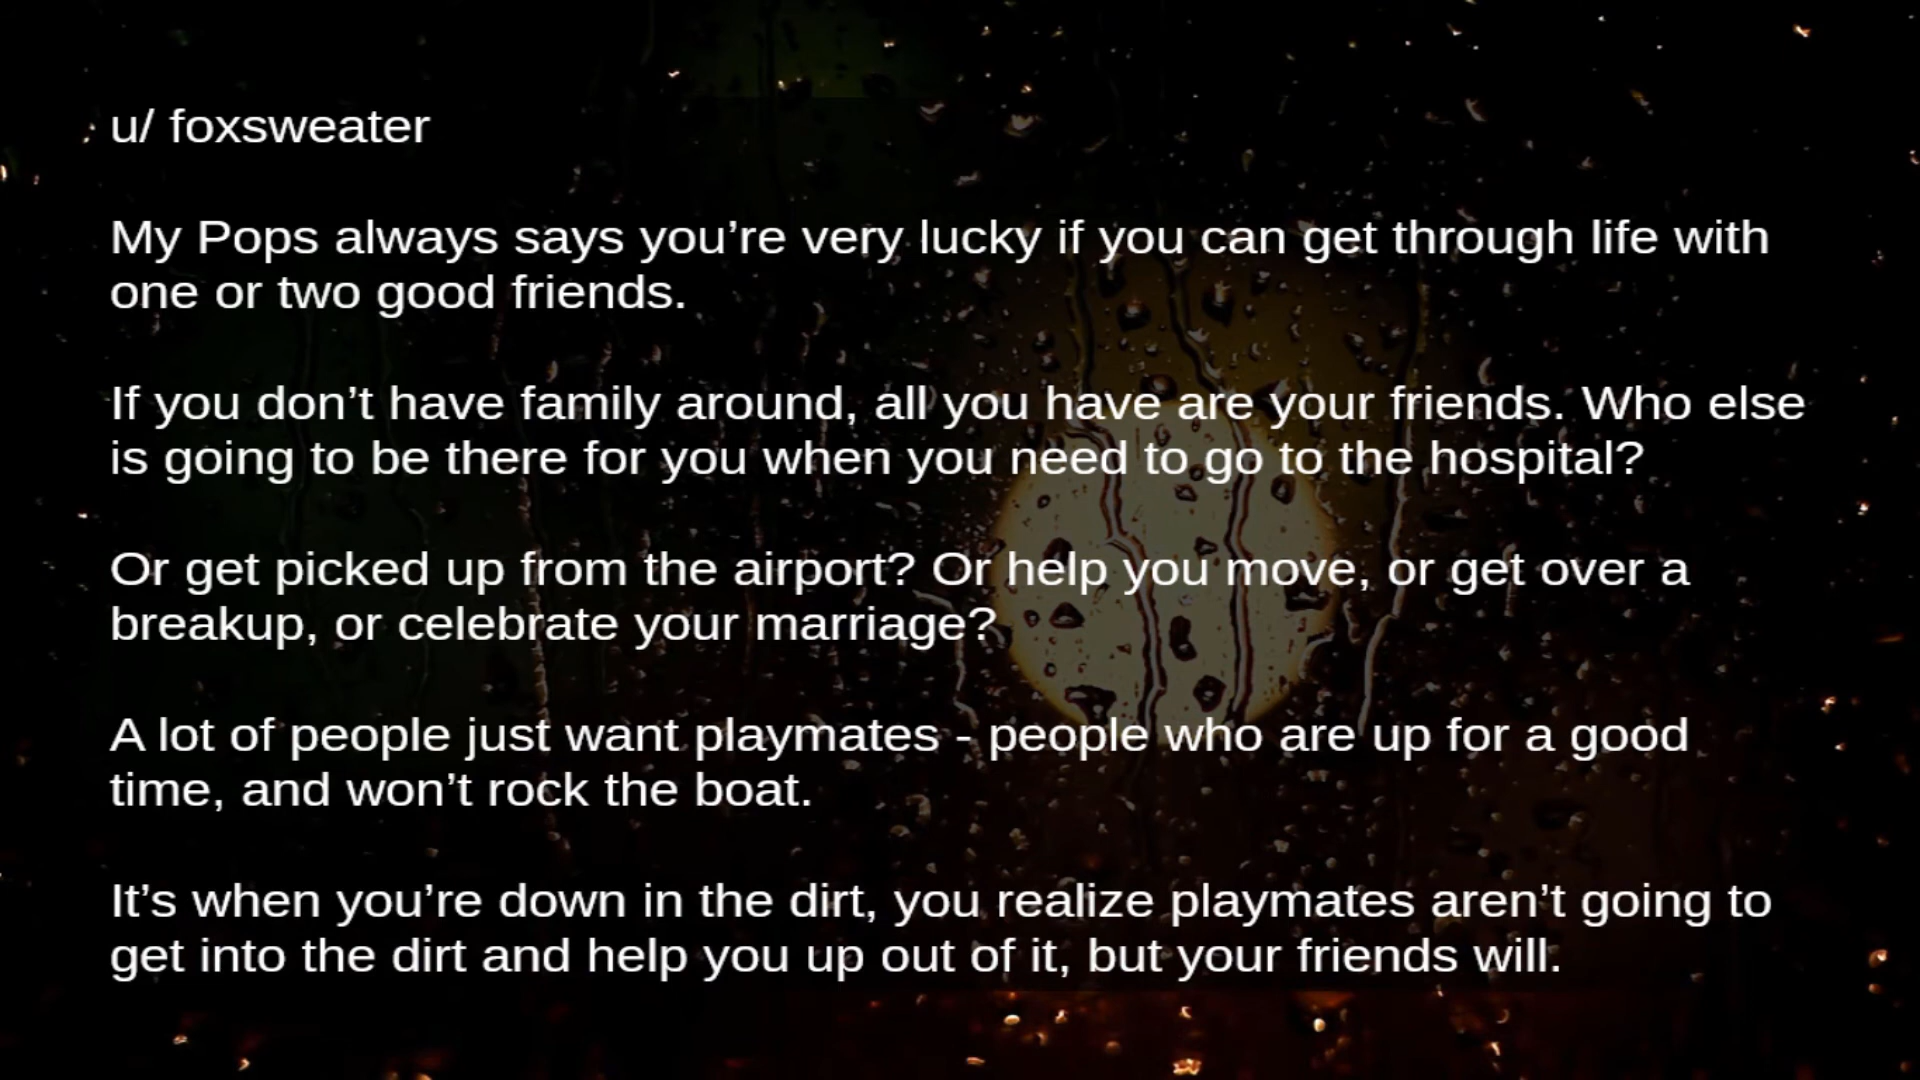 u/ foxsweater
My Pops always says you’re very lucky if you can get through life with
one or two good friends.
If you don’t have family around, all you have are your friends. Who else
is going to be there for you when you need to go to the hospital?
Or get picked up from the airport? Or help you move, or get over a
breakup, or celebrate your marriage?
A lot of people just want playmates - people who are up for a good
time, and won’t rock the boat.
It’s when you’re down in the dirt, you realize playmates aren’t going to
get into the dirt and help you up out of it, but your friends will.